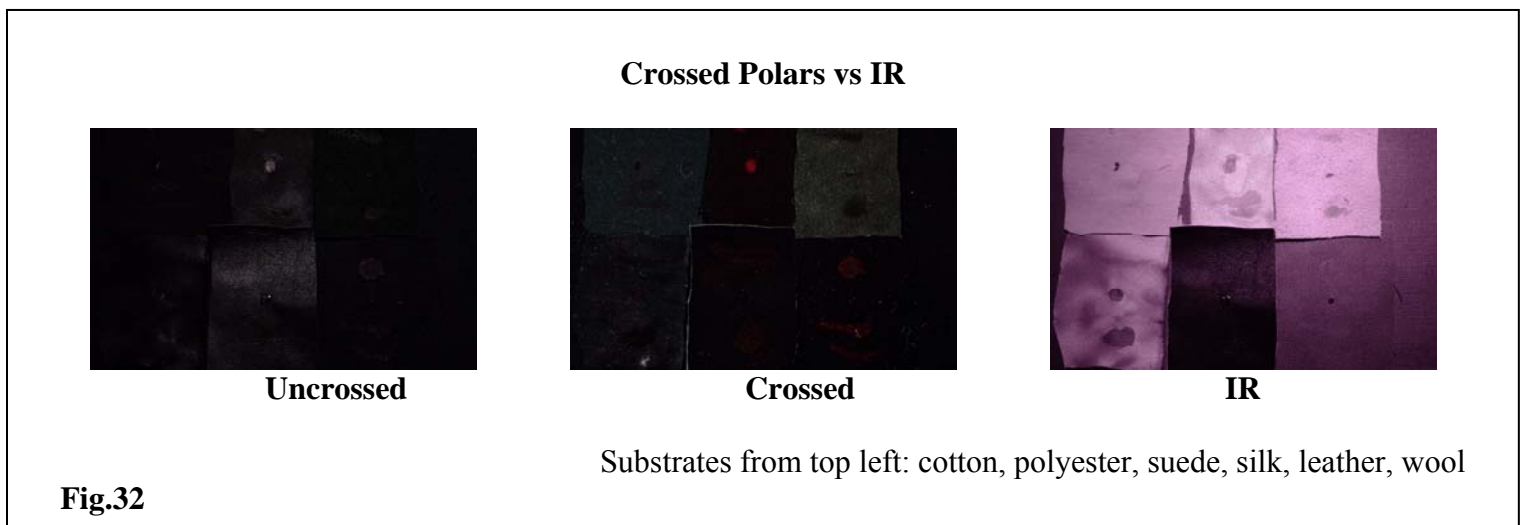 Crossed Polars vs IR
Uncrossed
Crossed
IR
Substrates from top left: cotton, polyester, suede, silk, leather, wool
Fig.32